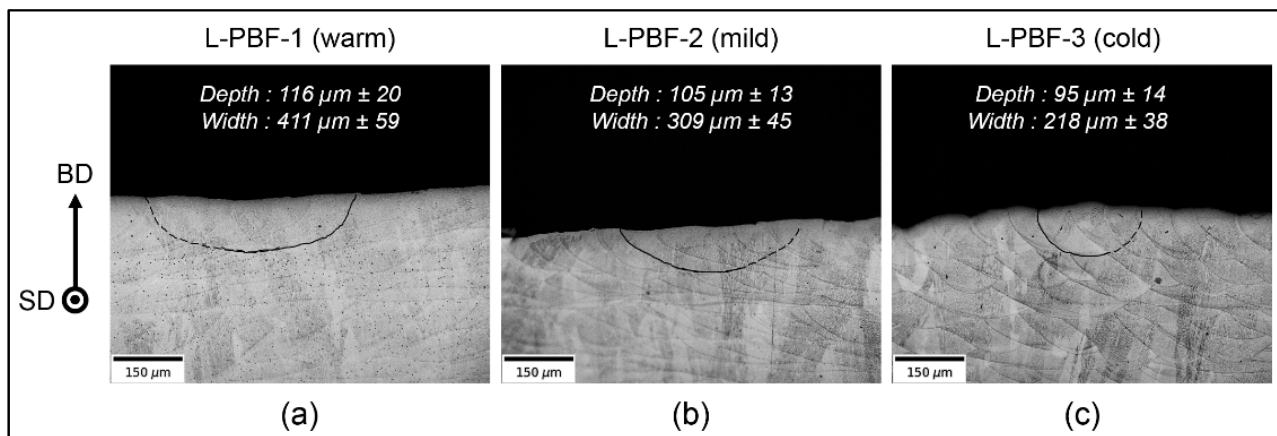 L-PBF-1 (warm)
L-PBF-2 (mild)
L-PBF-3 (cold)
Depth : 116 µm ± 20
Width : 411 µm ± 59
Depth : 105 µm ± 13
Width : 309 µm ± 45
Depth : 95 µm ± 14
Width : 218 µm ± 38
BD
SD
150 µm
150 µm
150 µm
(a)
(b)
(c)